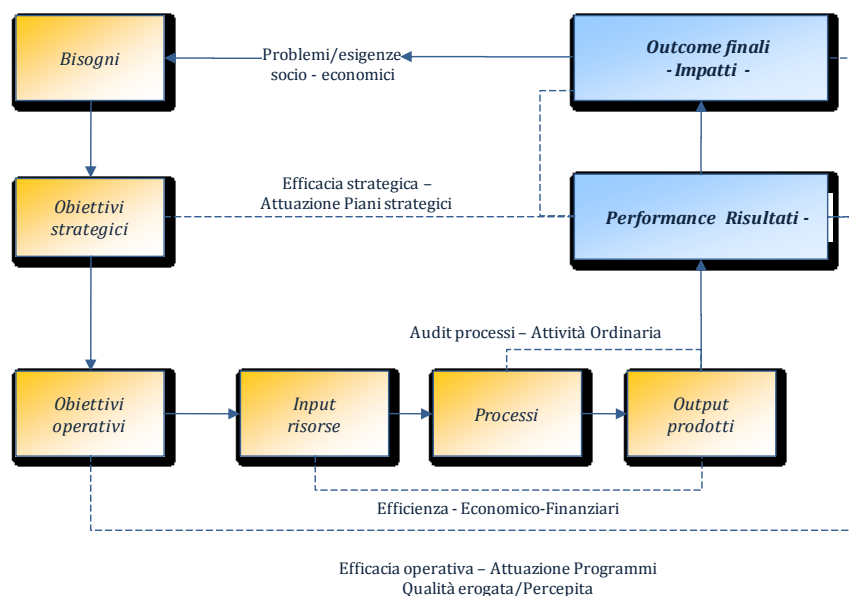 Bisogni
Problemi/esigenze
socio - economici
Outcome finali
- Impatti -
Obiettivi
strategici
Efficacia strategica –
Attuazione Piani strategici
Performance Risultati -
Audit processi – Attività Ordinaria
Obiettivi
operativi
Input
risorse
Processi
Output
prodotti
Efficienza - Economico-Finanziari
Efficacia operativa – Attuazione Programmi
Qualità erogata/Percepita